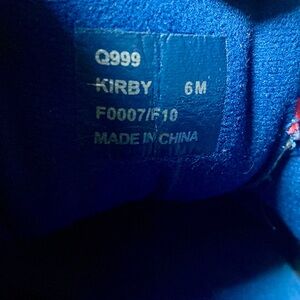 Q999
KIRBY 6M
F0007/F10
MADE IN CHINA